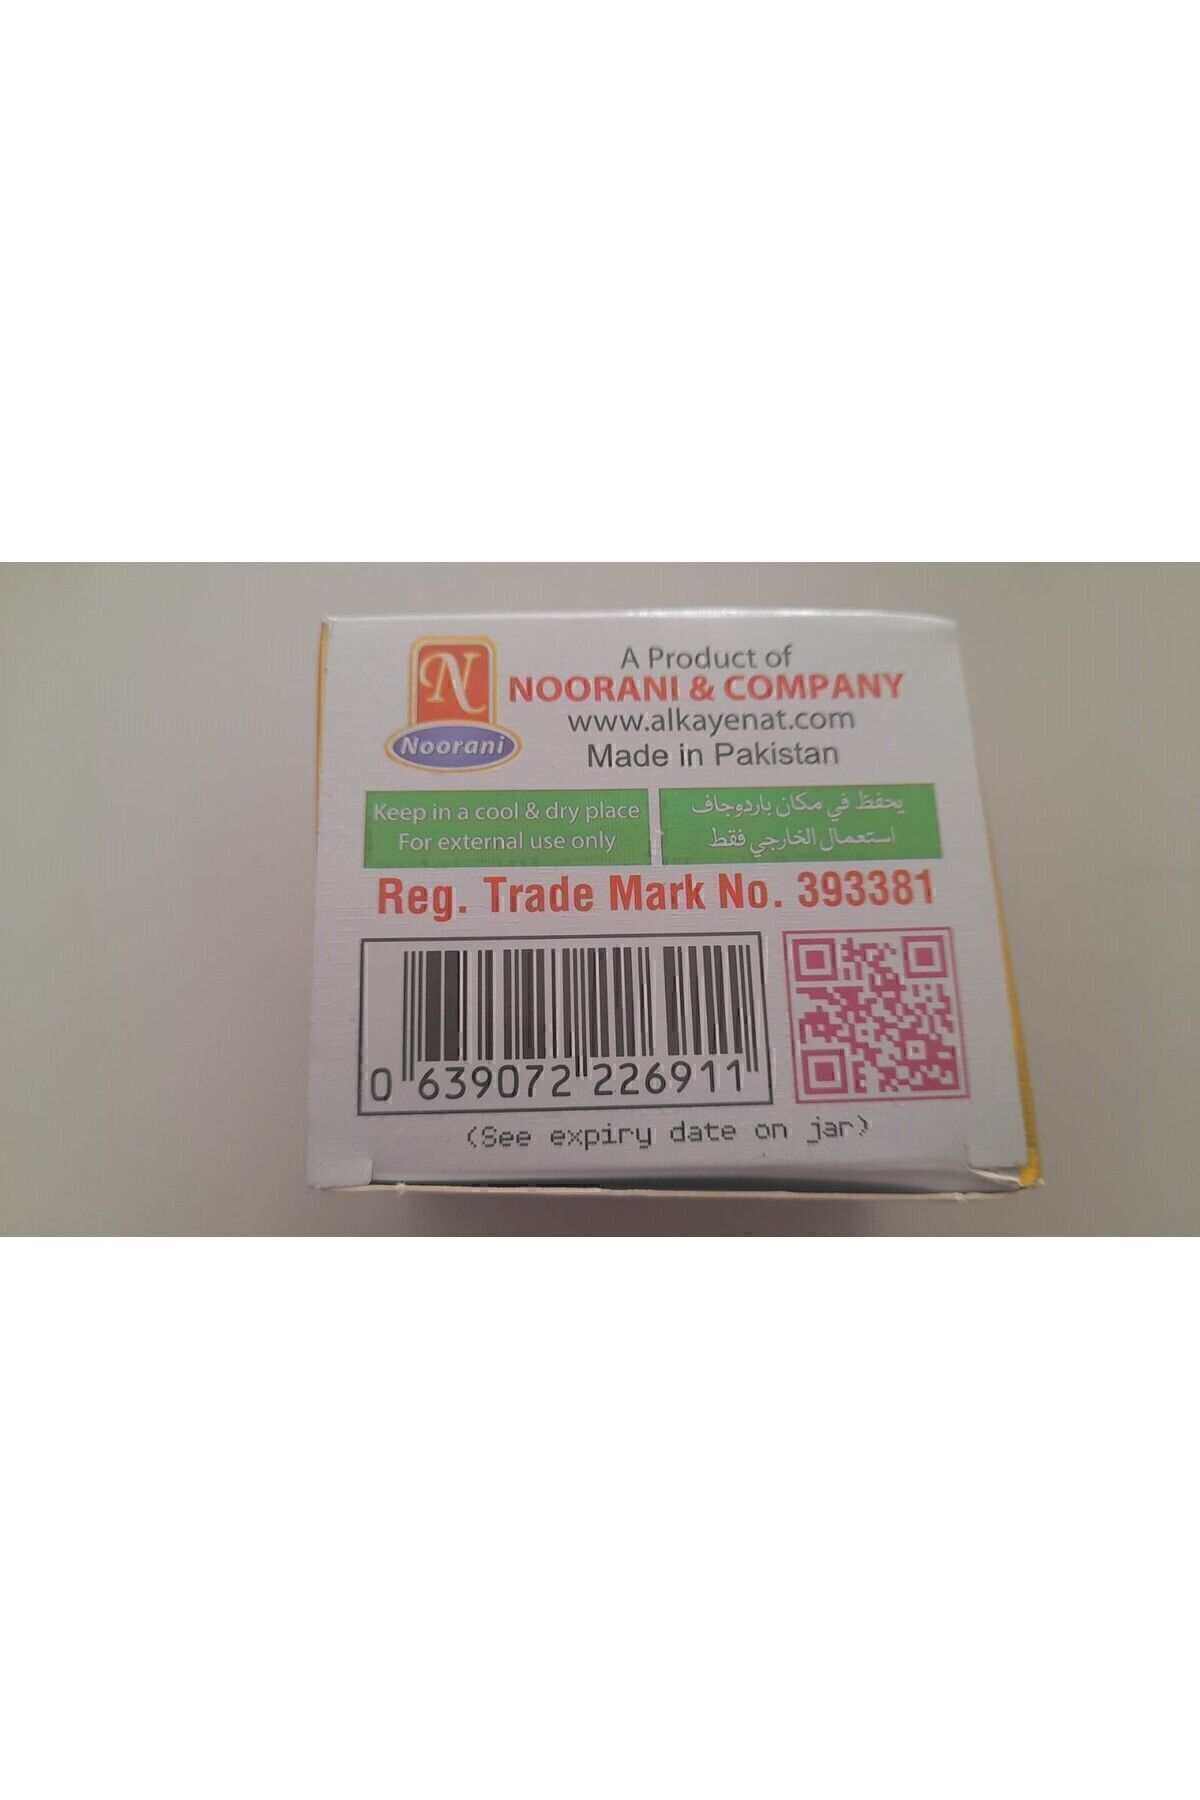 N
Noorani
A Product of
NOORANI & COMPANY
www.alkayenat.com
Made in Pakistan
Keep in a cool & dry place
For external use only
يحفظ في مكان باردوجاف
استعمال الخارجي فقط
Reg. Trade Mark No. 393381
0 639072 226911
(See expiry date on jar)